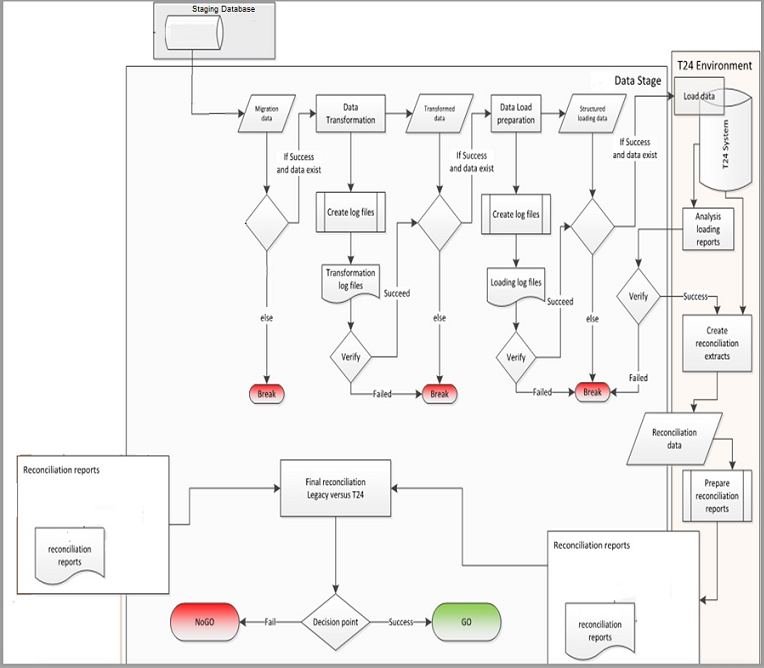 Staging Database
T24 Environment
Data Stage
Migration
data
Data
Transformation
Transformed
data
Data Load
preparation
Structured
loading data
Load data
T24 System
If Success
and data exist
If Success
and data exist
If Success
and data exist
Create log files
Create log files
Analysis
loading
reports
Transformation
log files
Loading log files
Succeed
Succeed
Verify
Success
else
else
else
Verify
Verify
Create
reconciliation
extracts
Failed
Failed
Failed
Break
Break
Break
Reconciliation
data
Reconciliation reports
Final reconciliation
Legacy versus T24
Prepare
reconciliation
reports
reconciliation
reports
Reconciliation reports
NoGO
Fail
Decision point
Success
GO
reconciliation
reports